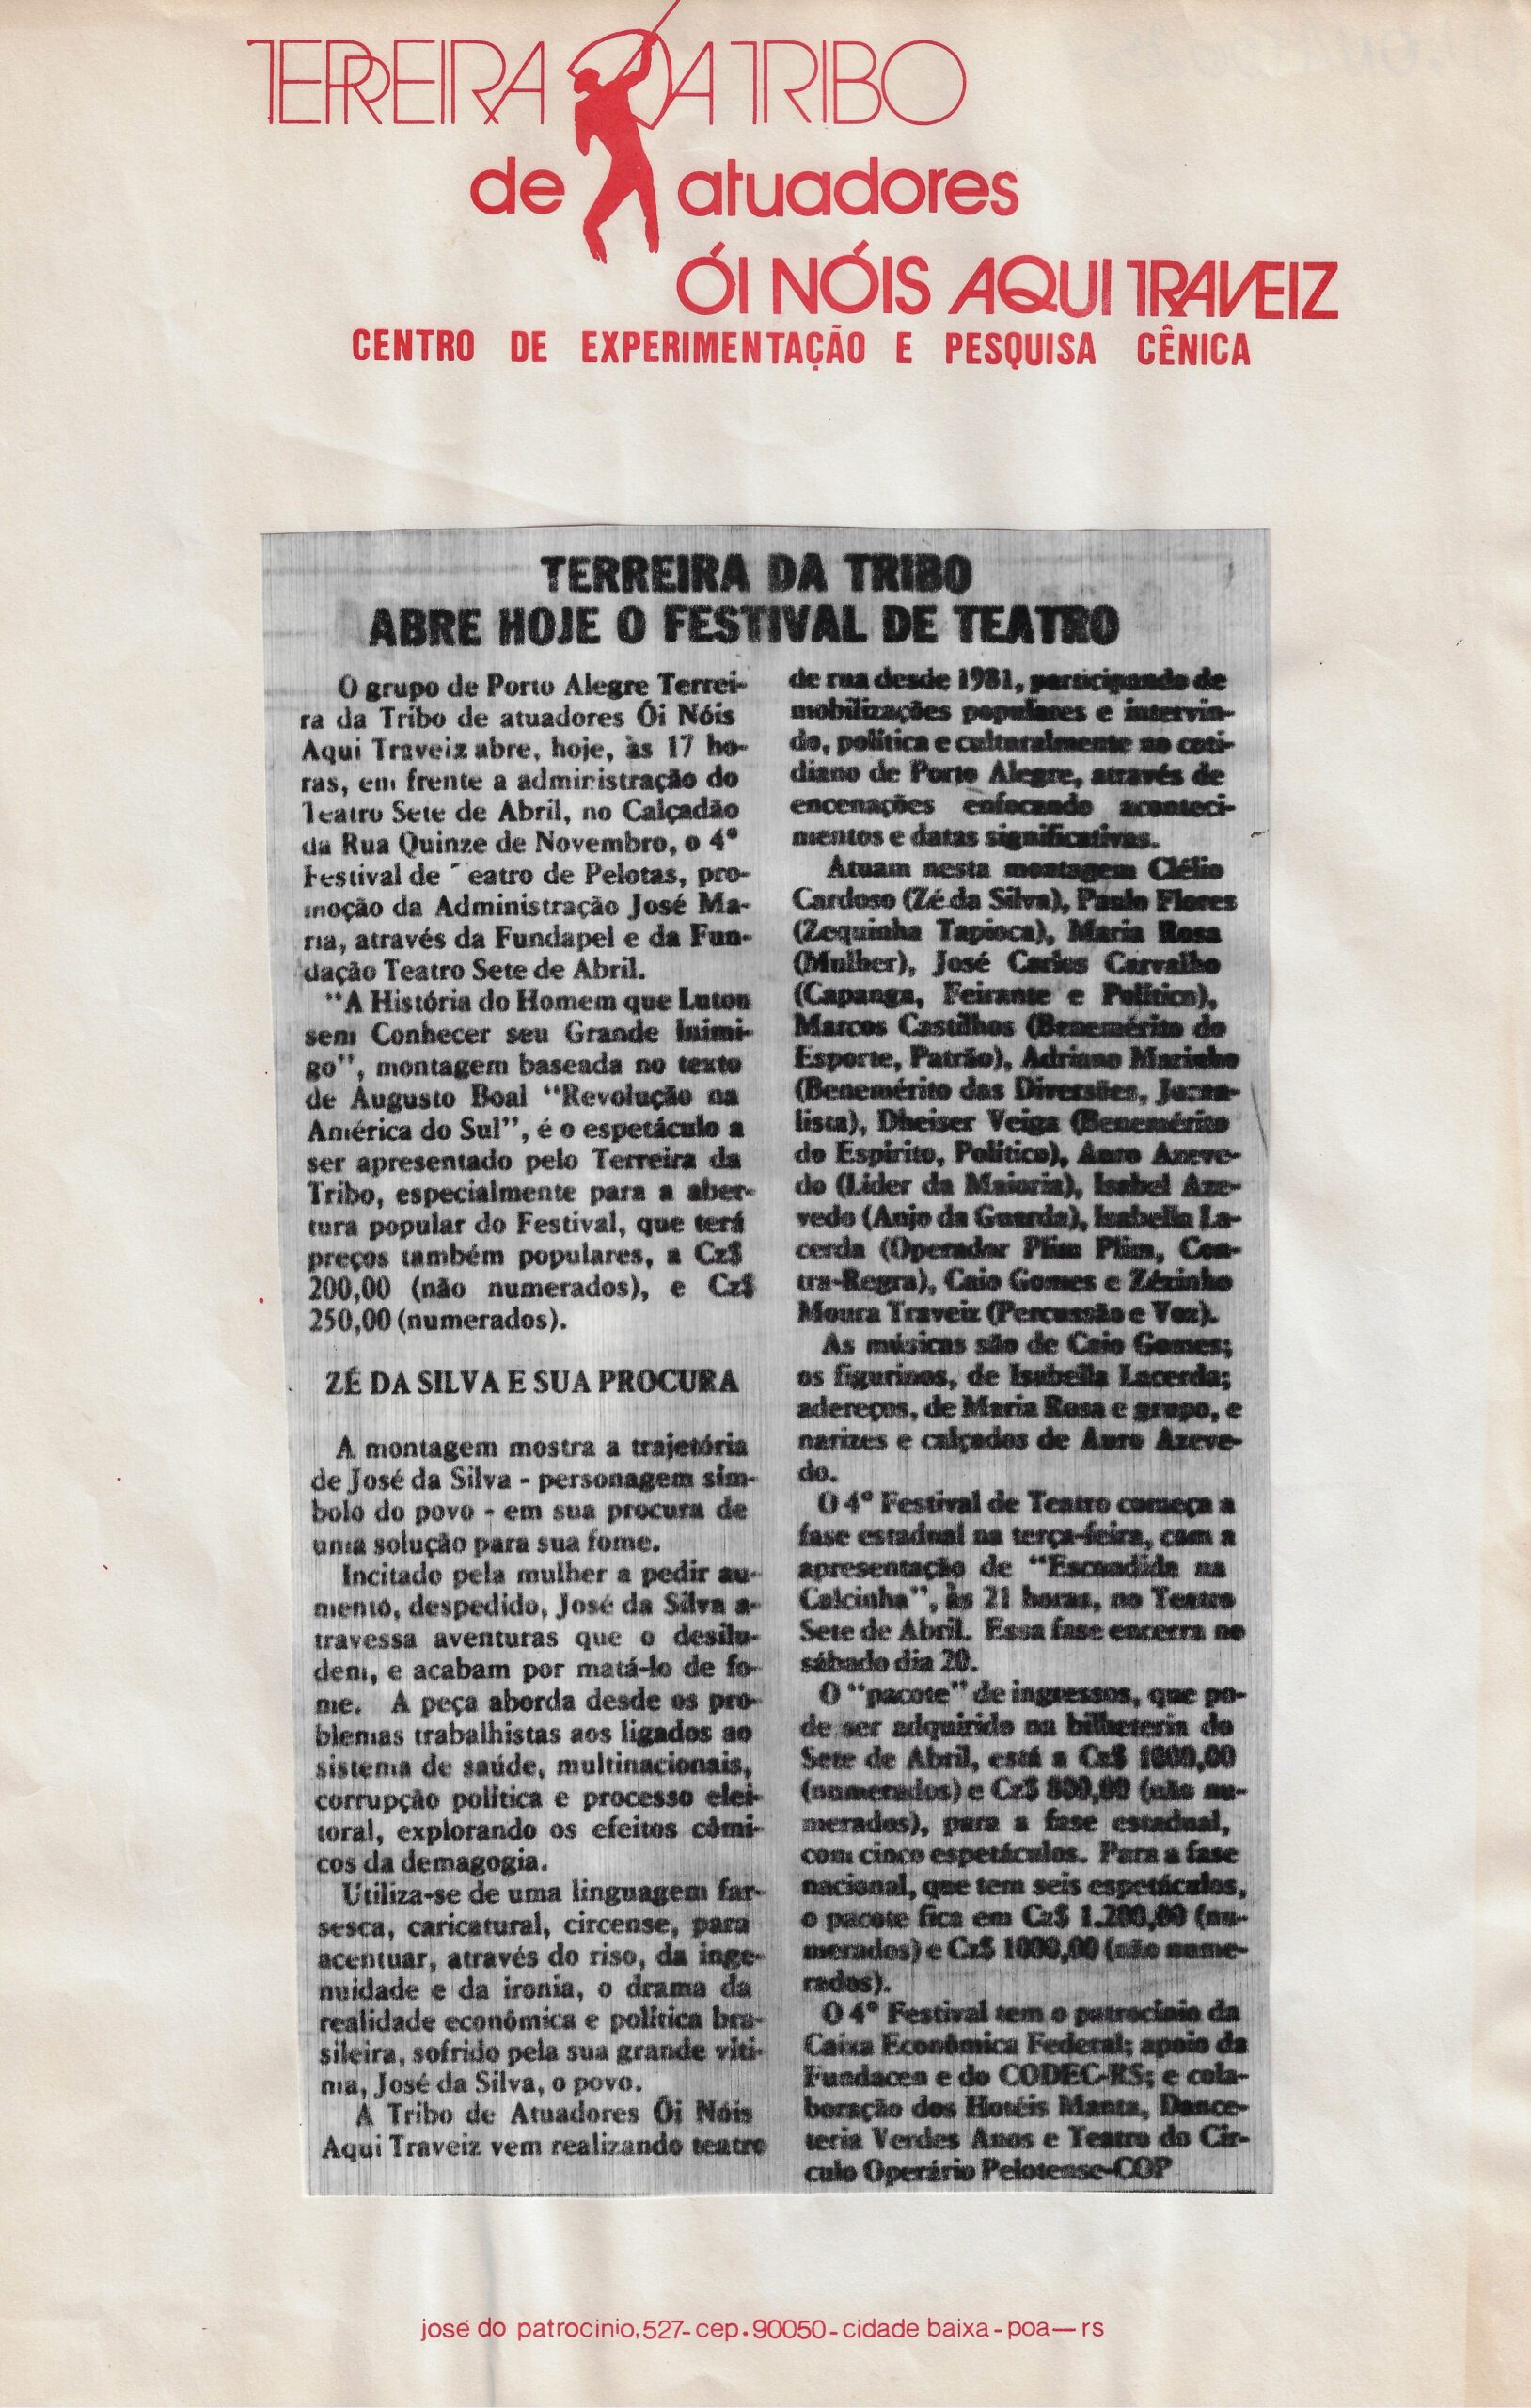 TERREIRA DA TRIBO
de atuadores
ÓI NÓIS AQUI TRAVEIZ
CENTRO DE EXPERIMENTAÇÃO E PESQUISA CÊNICA
TERREIRA DA TRIBO
ABRE HOJE O FESTIVAL DE TEATRO
O grupo de Porto Alegre Terrei-
ra da Tribo de atuadores Ói Nóis
Aqui Traveiz abre, hoje, às 17 ho-
ras, em frente a administração do
Teatro Sete de Abril, no Calçadão
da Rua Quinze de Novembro, o 4º
Festival de Teatro de Pelotas, pro-
moção da Administração José Ma-
ria, através da Fundapel e da Fun-
dação Teatro Sete de Abril.
"A História do Homem que Lutou
sem Conhecer seu Grande Inimi-
go", montagem baseada no texto
de Augusto Boal "Revolução na
América do Sul", é o espetáculo a
ser apresentado pelo Terreira da
Tribo, especialmente para a aber-
tura popular do Festival, que terá
preços também populares, a Cz$
200,00 (não numerados), e Cz$
250,00 (numerados).
ZÉ DA SILVA E SUA PROCURA
A montagem mostra a trajetória
de José da Silva - personagem sim-
bolo do povo - em sua procura de
uma solução para sua fome.
Incitado pela mulher a pedir au-
mento, despedido, José da Silva a-
travessa aventuras que o desilu-
dem, e acabam por matá-lo de fo-
me. A peça aborda desde os pro-
blemas trabalhistas aos ligados ao
sistema de saúde, multinacionais,
corrupção política e processo elei-
toral, explorando os efeitos cômi-
cos da demagogia.
Utiliza-se de uma linguagem far-
sesca, caricatural, circense, para
acentuar, através do riso, da inge-
nuidade e da ironia, o drama da
realidade econômica e política bra-
sileira, sofrido pela sua grande víti-
ma, José da Silva, o povo.
A Tribo de Atuadores Ói Nóis
Aqui Traveiz vem realizando teatro
de rua desde 1981, participando de
mobilizações populares e intervin-
do, política e culturalmente no coti-
diano de Porto Alegre, através de
encenações enfocando aconteci-
mentos e datas significativas.
Atuam nesta montagem Clélio
Cardoso (Zé da Silva), Paulo Flores
(Zequinha Tapioca), Maria Rosa
(Mulher), José Carlos Carvalho
(Capanga, Feirante e Político),
Marcos Castilhos (Benemérito do
Esporte, Patrão), Adriano Marinho
(Benemérito das Diversões, Jorna-
lista), Dheiser Veiga (Benemérito
do Espírito, Político), Auro Azeve-
do (Líder da Maioria), Isabel Aze-
vedo (Anjo da Guarda), Isabella La-
cerda (Operador Plim Plim, Con-
tra-Regra), Caio Gomes e Zézinho
Moura Traveiz (Percussão e Voz).
As músicas são de Caio Gomes;
os figurinos, de Isabella Lacerda;
adereços, de Maria Rosa e grupo, e
narizes e calçados de Auro Azeve-
do.
O 4º Festival de Teatro começa a
fase estadual na terça-feira, com a
apresentação de "Escondida na
Calcinha", às 21 horas, no Teatro
Sete de Abril. Essa fase encerra no
sábado dia 20.
O "pacote" de ingressos, que po-
de ser adquirido na bilheteria do
Sete de Abril, está a Cz$ 1000,00
(numerados) e Cz$ 800,00 (não nu-
merados), para a fase estadual,
com cinco espetáculos. Para a fase
nacional, que tem seis espetáculos,
o pacote fica em Cz$ 1.200,00 (nu-
merados) e Cz$ 1000,00 (não nume-
rados).
O 4º Festival tem o patrocínio da
Caixa Econômica Federal; apoio da
Fundacen e do CODEC-RS; e cola-
boração dos Hotéis Manta, Dance-
teria Verdes Anos e Teatro do Cír-
culo Operário Pelotense-COP
josé do patrocinio,527-cep.90050-cidade baixa-poa—rs